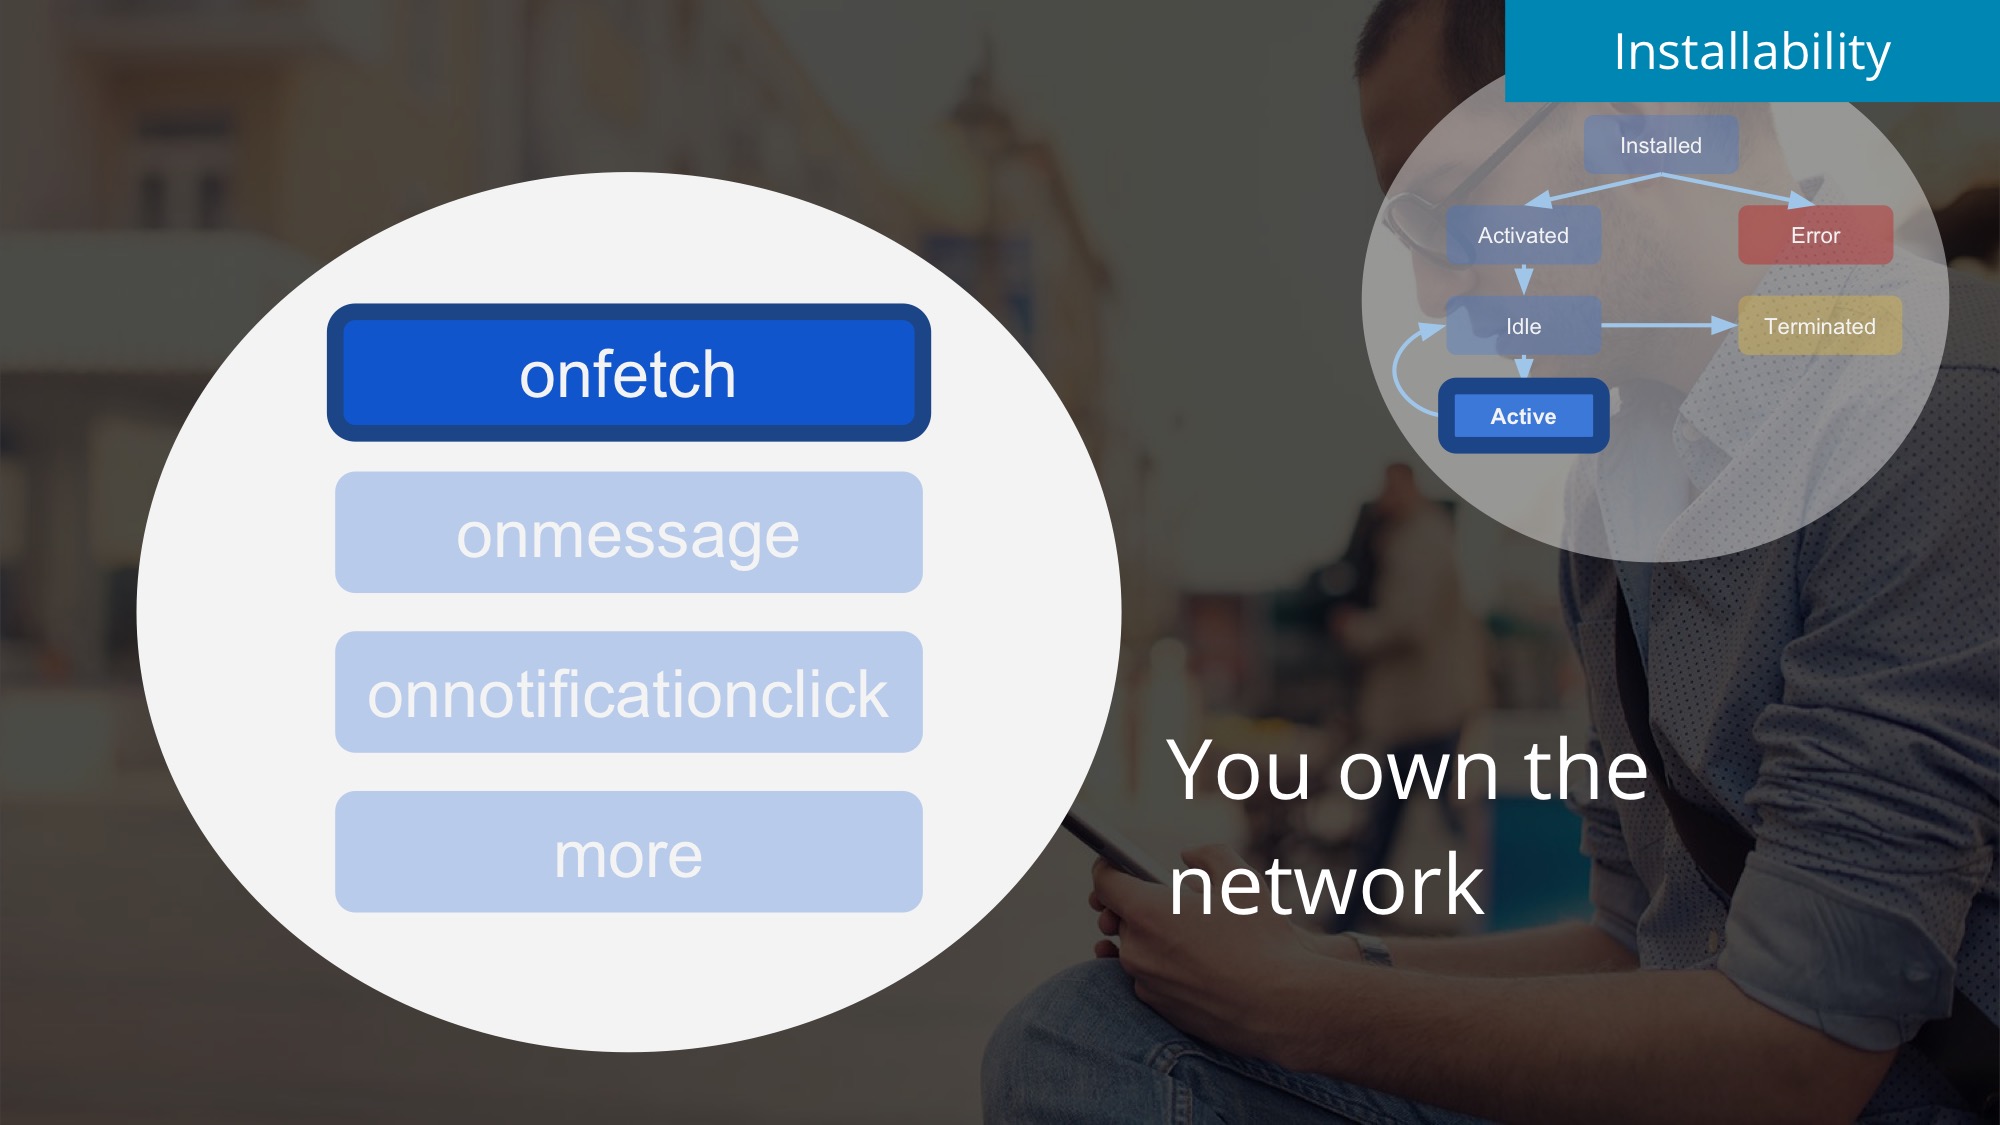 Installability
Installed
Activated
Error
Idle
Terminated
Active
onfetch
onmessage
onnotificationclick
more
You own the
network